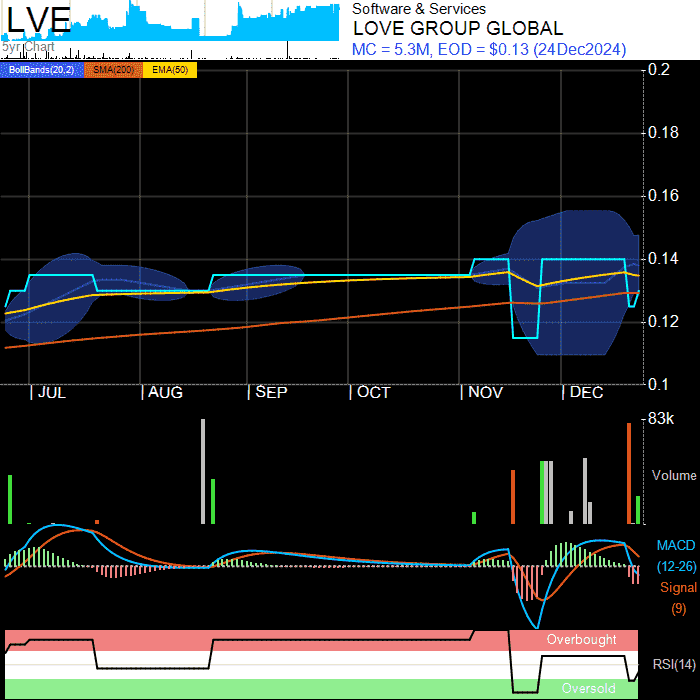 LVE
5yr Chart
Software & Services
LOVE GROUP GLOBAL
MC = 5.3M, EOD = $0.13 (24Dec2024)
BollBands(20,2) SMA(200) EMA(50)
0.2
0.18
0.16
0.14
0.12
0.1
JUL AUG SEP OCT NOV DEC
83k
Volume
MACD
(12-26)
Signal
(9)
Overbought
RSI(14)
Oversold